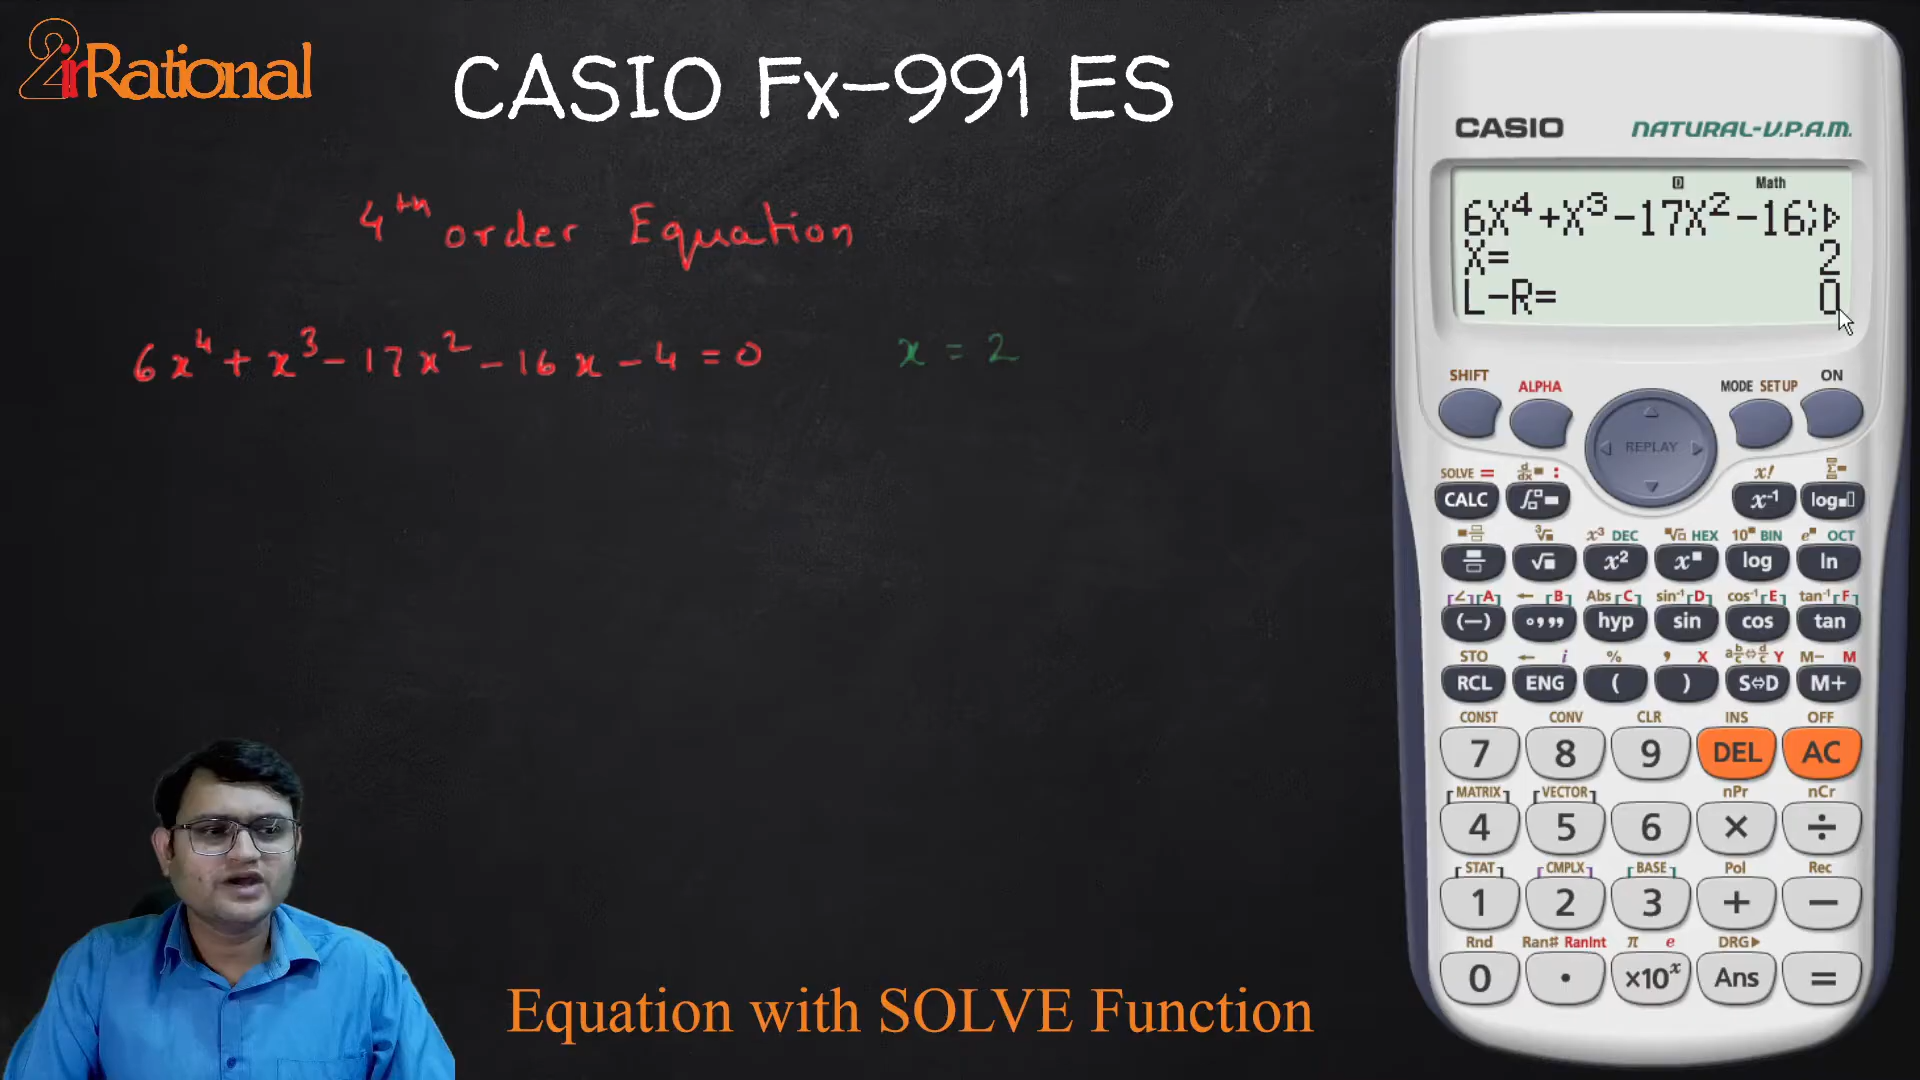 2irRational
CASIO Fx-991 ES
4th order Equation
6x⁴ + x³ - 17x² - 16x - 4 = 0
x = 2
Equation with SOLVE Function
CASIO
NATURAL-V.P.A.M.
D Math
6X⁴+X³-17X²-16X▷
X= 2
L-R= 0
SHIFT ALPHA MODE SETUP ON
REPLAY
SOLVE = d/dx : x! Σ
CALC ∫ x⁻¹ log
³√ x³ DEC √ HEX 10 BIN e OCT
√ x² x log ln
∠ A ← B Abs C sin⁻¹ D cos⁻¹ E tan⁻¹ F
(−) °,,, hyp sin cos tan
STO ← i % , X a b/c⇔d/c Y M− M
RCL ENG ( ) S⇔D M+
CONST CONV CLR INS OFF
7 8 9 DEL AC
MATRIX VECTOR nPr nCr
4 5 6 × ÷
STAT CMPLX BASE Pol Rec
1 2 3 + −
Rnd Ran# RanInt π e DRG▶
0 . ×10ˣ Ans =